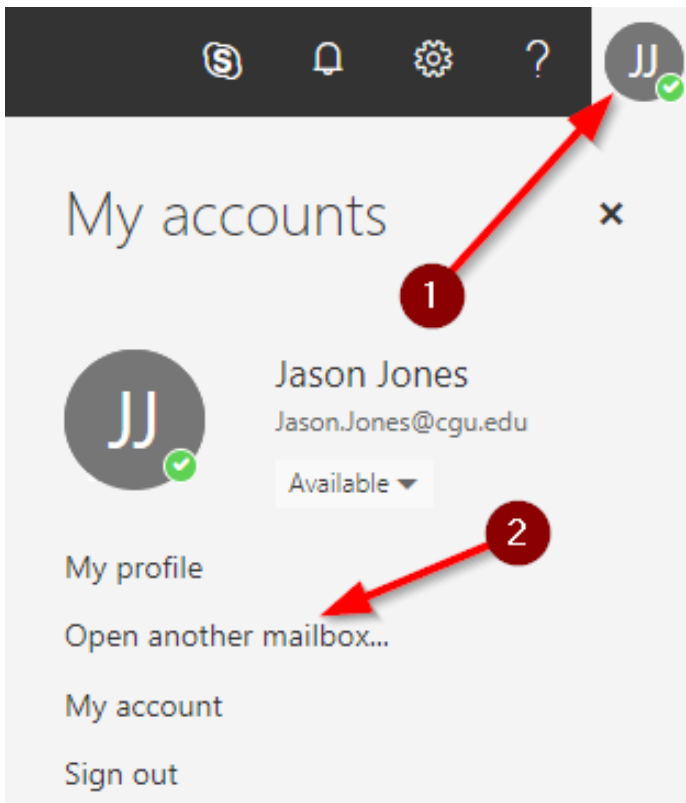 ?
JJ
My accounts
×
1
JJ
Jason Jones
Jason.Jones@cgu.edu
Available
2
My profile
Open another mailbox...
My account
Sign out